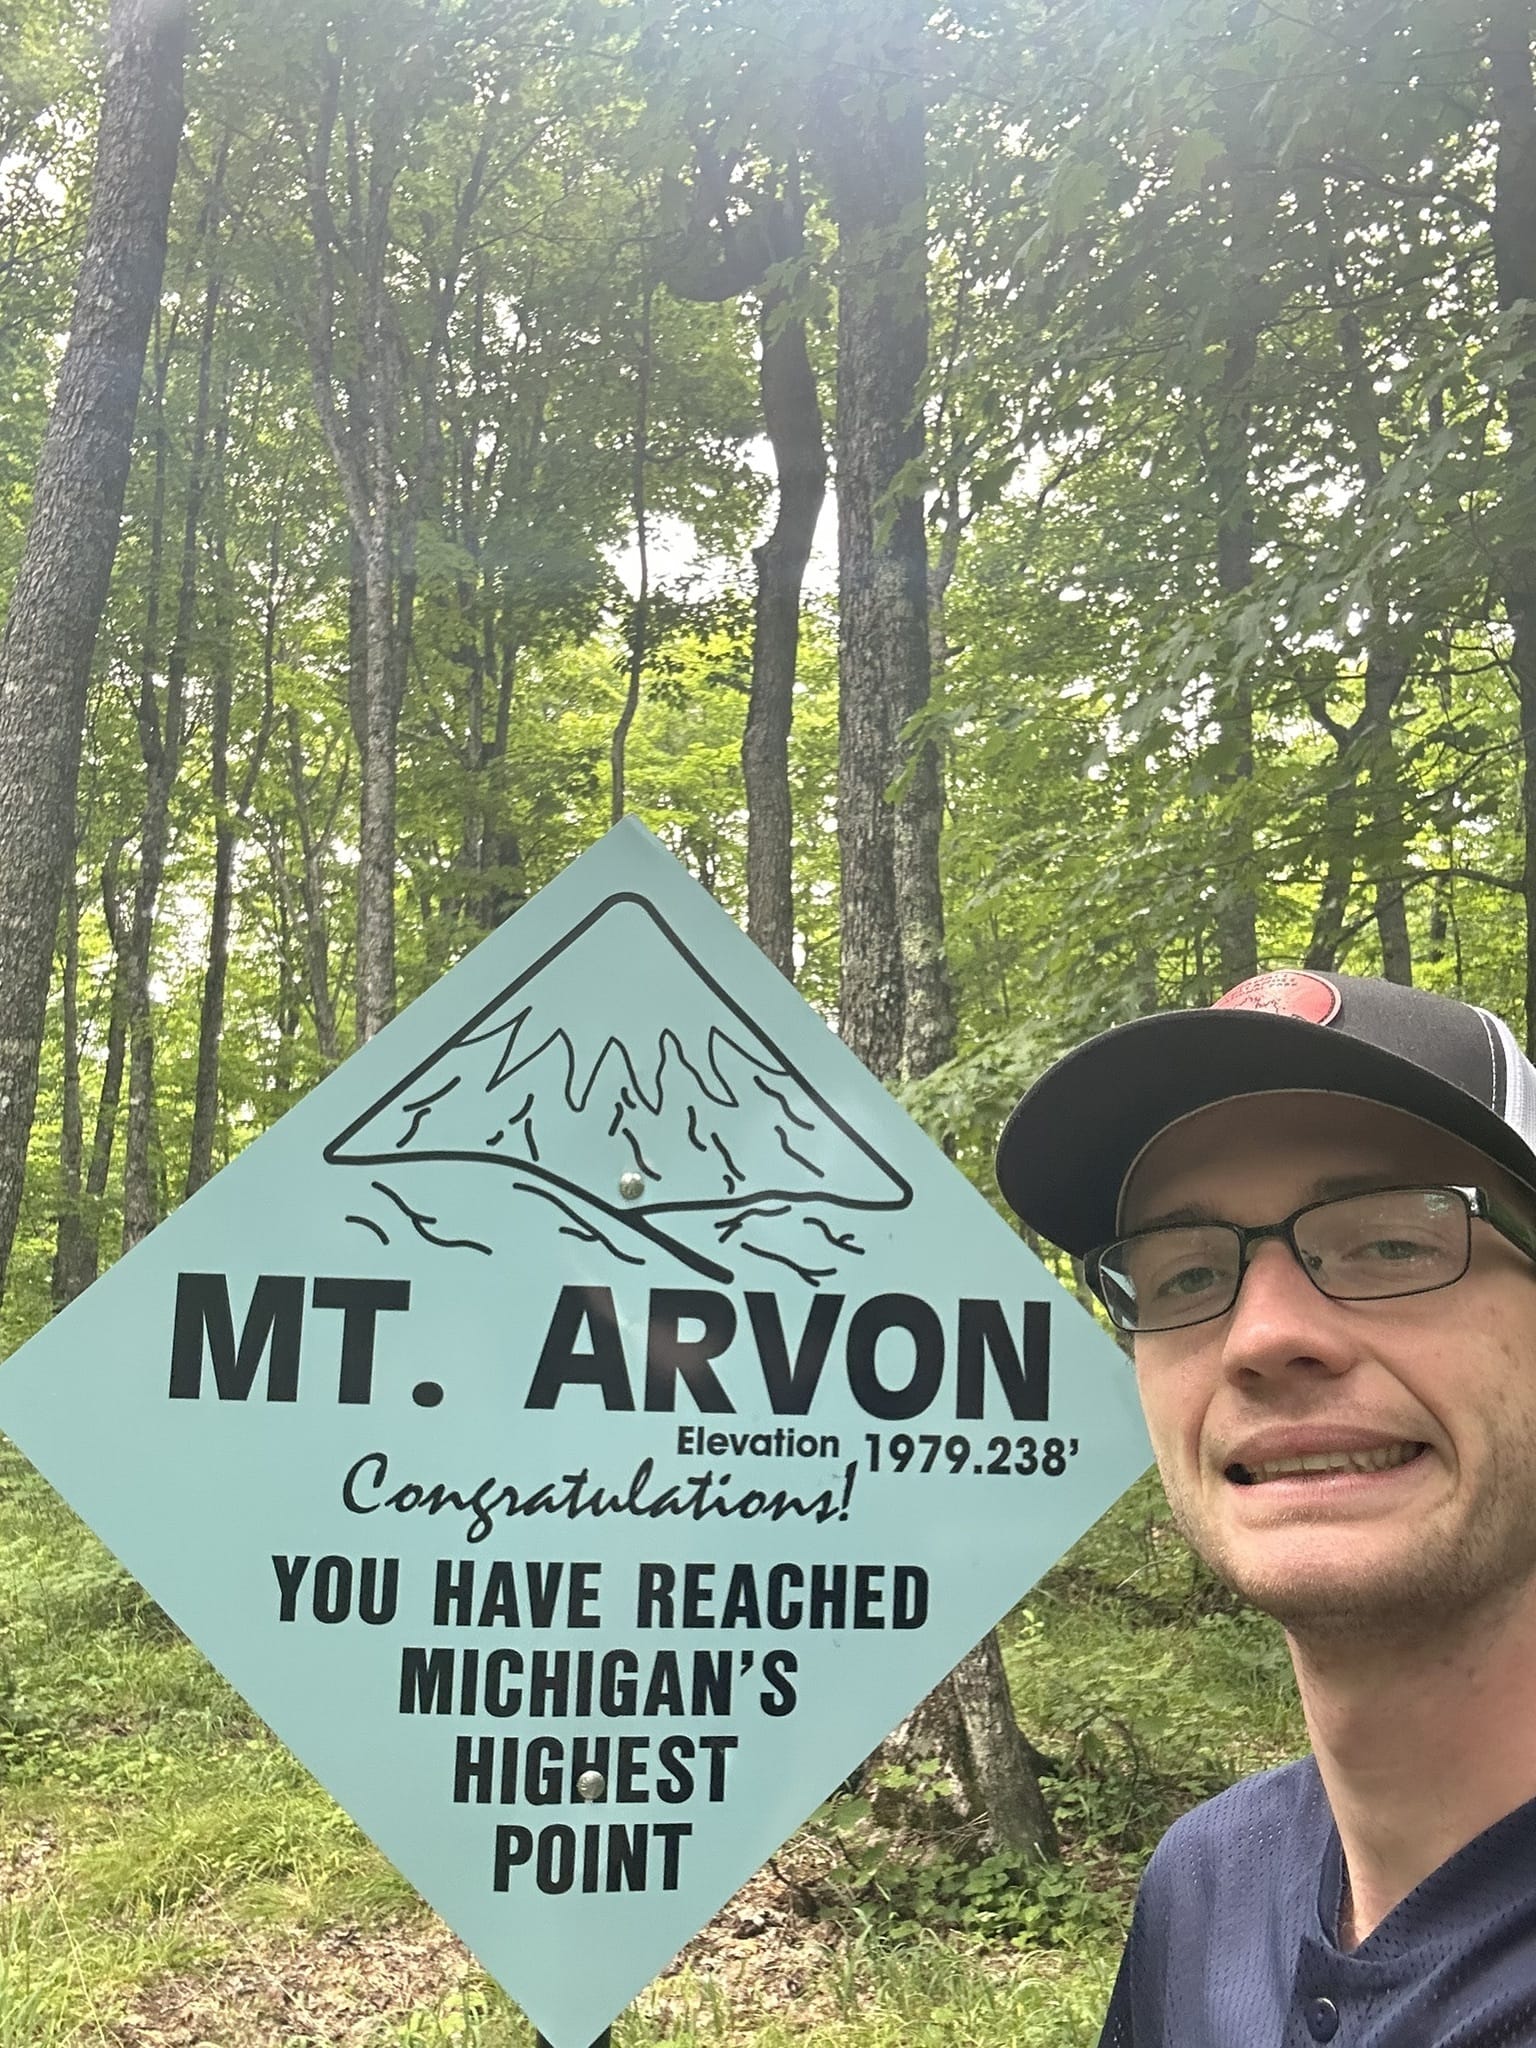 MT. ARVON
Elevation 1979.238’
Congratulations!
YOU HAVE REACHED
MICHIGAN’S
HIGHEST
POINT